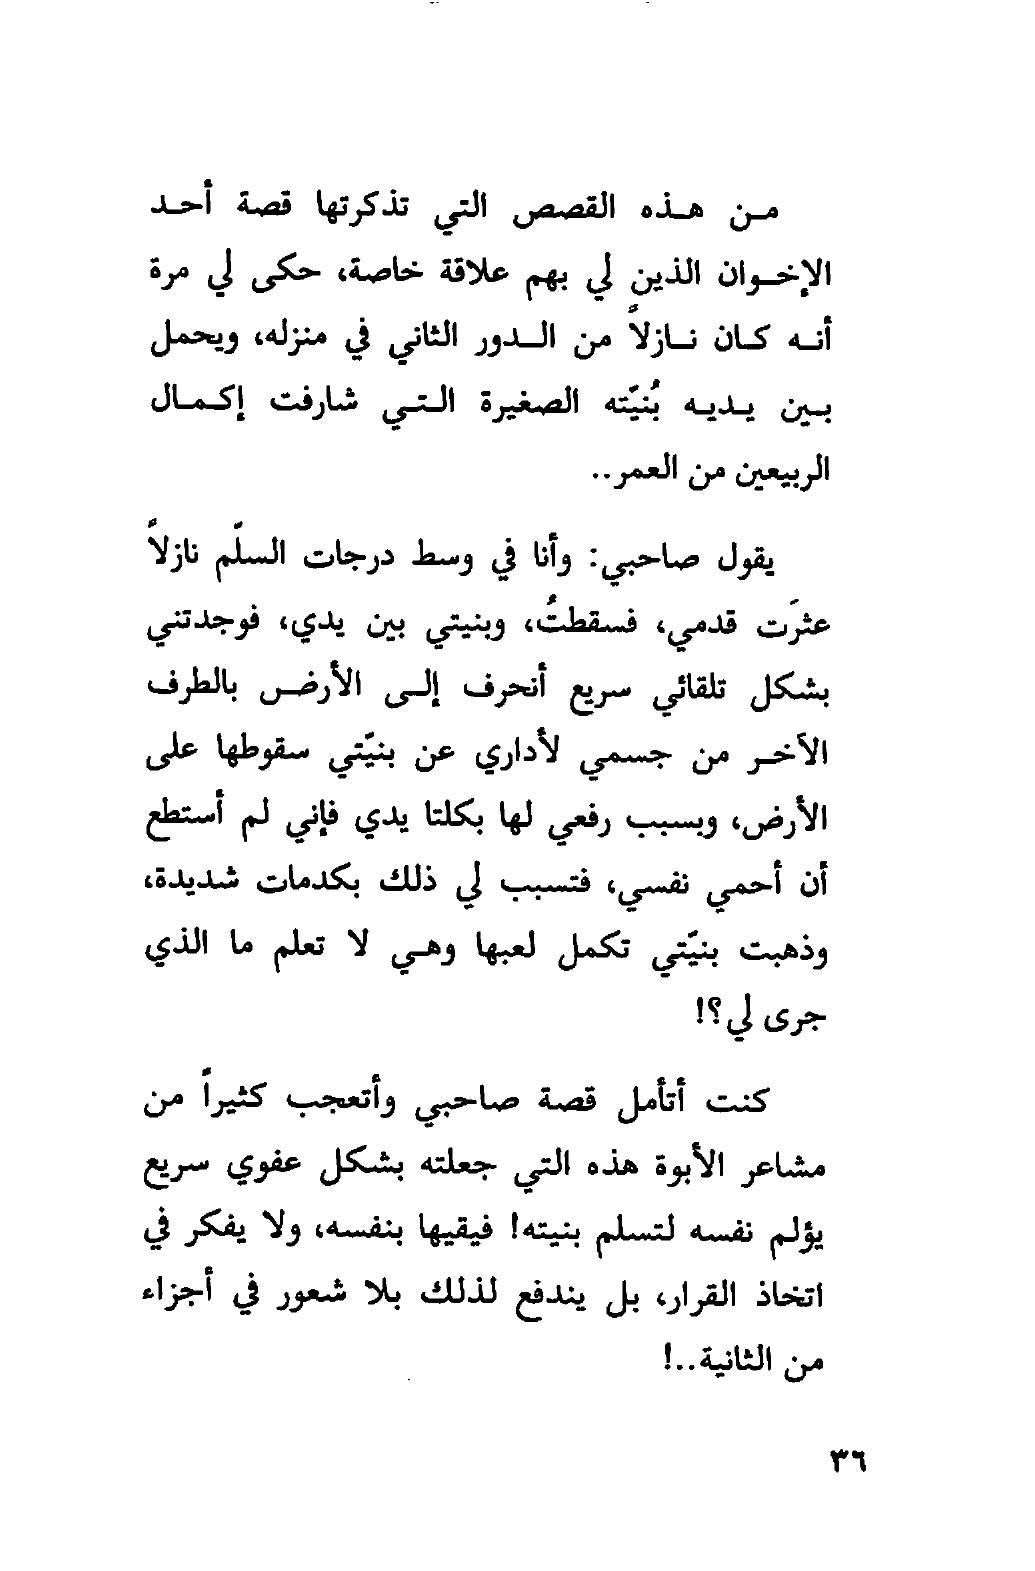 من هذه القصص التي تذكرتها قصة أحد
الإخوان الذين لي بهم علاقة خاصة، حكى لي مرة
أنه كان نازلاً من الدور الثاني في منزله، ويحمل
بين يديه بُنيّته الصغيرة التي شارفت إكمال
الربيعين من العمر..
يقول صاحبي: وأنا في وسط درجات السلّم نازلاً
عثرَت قدمي، فسقطتُ، وبنيتي بين يدي، فوجدتني
بشكل تلقائي سريع أنحرف إلى الأرض بالطرف
الآخر من جسمي لأداري عن بنيّتي سقوطها على
الأرض، وبسبب رفعي لها بكلتا يدي فإني لم أستطع
أن أحمي نفسي، فتسبب لي ذلك بكدمات شديدة،
وذهبت بنيّتي تكمل لعبها وهي لا تعلم ما الذي
جرى لي؟!
كنت أتأمل قصة صاحبي وأتعجب كثيراً من
مشاعر الأبوة هذه التي جعلته بشكل عفوي سريع
يؤلم نفسه لتسلم بنيته! فيقيها بنفسه، ولا يفكر في
اتخاذ القرار، بل يندفع لذلك بلا شعور في أجزاء
من الثانية..!
٣٦